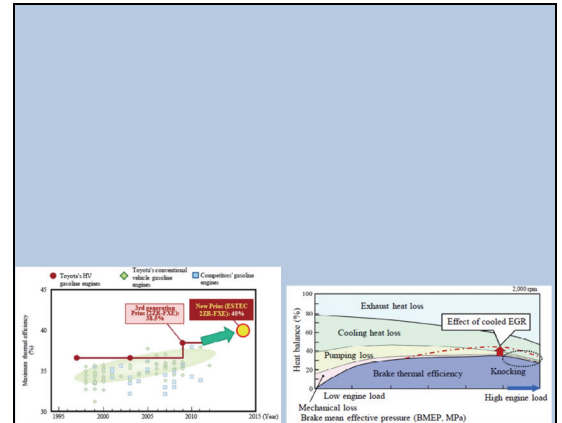 Toyota's HV gasoline engines
Toyota's conventional vehicle gasoline engines
Competitors' gasoline engines
45
40
35
30
Maximum thermal efficiency (%)
3rd generation
Prius (2ZR-FXE):
38.5%
New Prius (ESTEC
2ZR-FXE): 40%
1995 2000 2005 2010 2015 (Year)
2,000 rpm
100
80
60
40
20
0
Heat balance (%)
Exhaust heat loss
Effect of cooled EGR
Cooling heat loss
Pumping loss
Knocking
Brake thermal efficiency
Low engine load
High engine load
Mechanical loss
Brake mean effective pressure (BMEP, MPa)